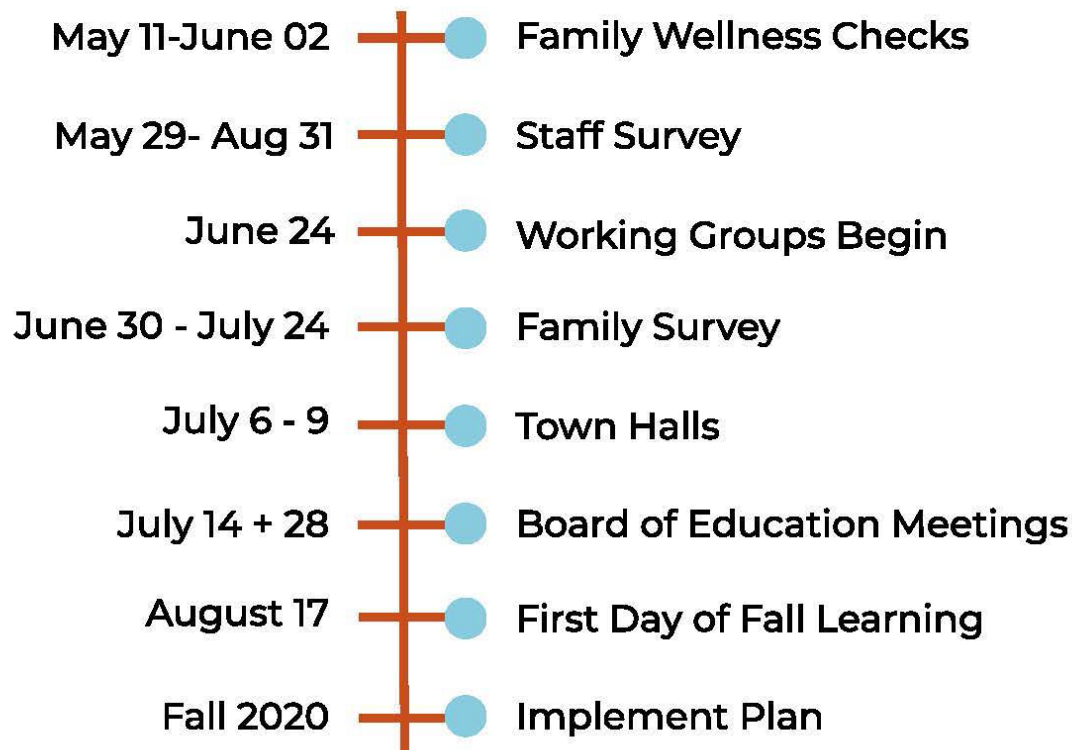 May 11-June 02 Family Wellness Checks
May 29- Aug 31 Staff Survey
June 24 Working Groups Begin
June 30 - July 24 Family Survey
July 6 - 9 Town Halls
July 14 + 28 Board of Education Meetings
August 17 First Day of Fall Learning
Fall 2020 Implement Plan